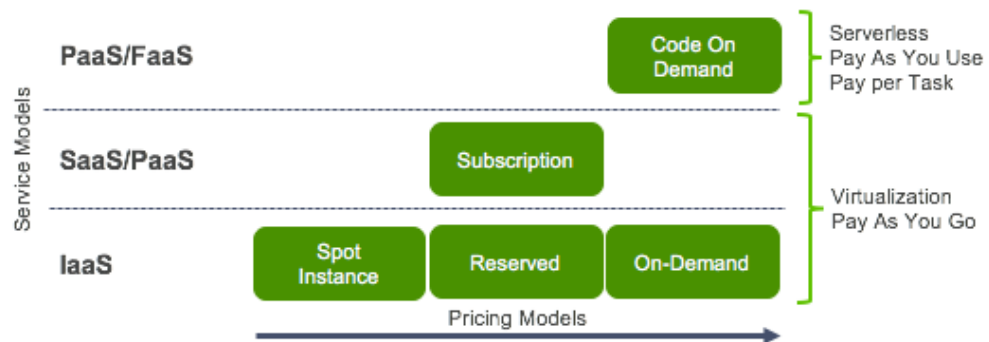 PaaS/FaaS
Code On
Demand
Serverless
Pay As You Use
Pay per Task
Service Models
SaaS/PaaS
Subscription
Virtualization
Pay As You Go
IaaS
Spot
Instance
Reserved
On-Demand
Pricing Models